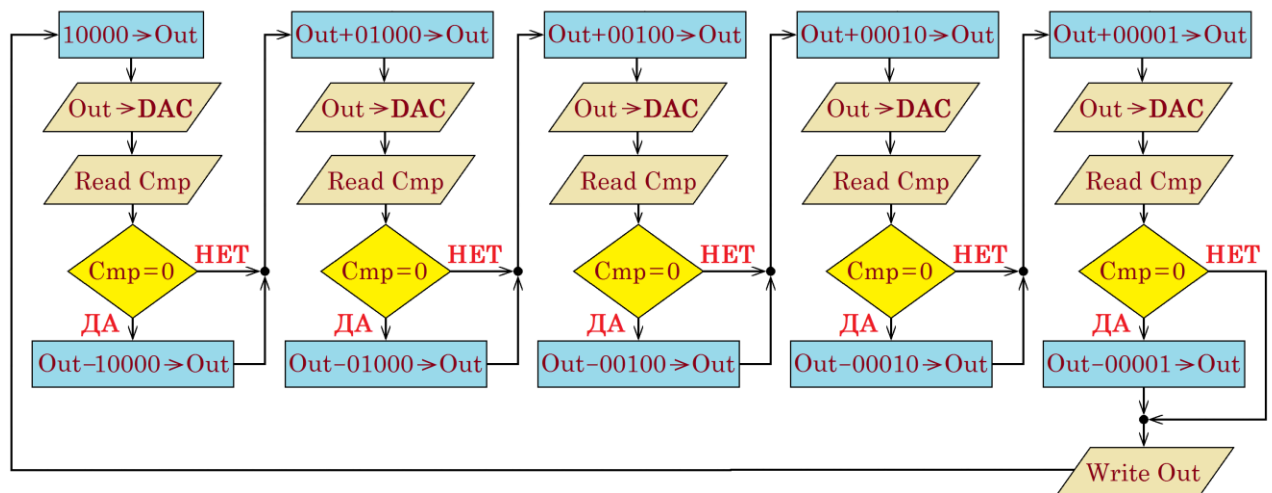 10000→Out
Out→DAC
Read Cmp
Cmp=0
НЕТ
ДА
Out−10000→Out
Out+01000→Out
Out→DAC
Read Cmp
Cmp=0
НЕТ
ДА
Out−01000→Out
Out+00100→Out
Out→DAC
Read Cmp
Cmp=0
НЕТ
ДА
Out−00100→Out
Out+00010→Out
Out→DAC
Read Cmp
Cmp=0
НЕТ
ДА
Out−00010→Out
Out+00001→Out
Out→DAC
Read Cmp
Cmp=0
НЕТ
ДА
Out−00001→Out
Write Out